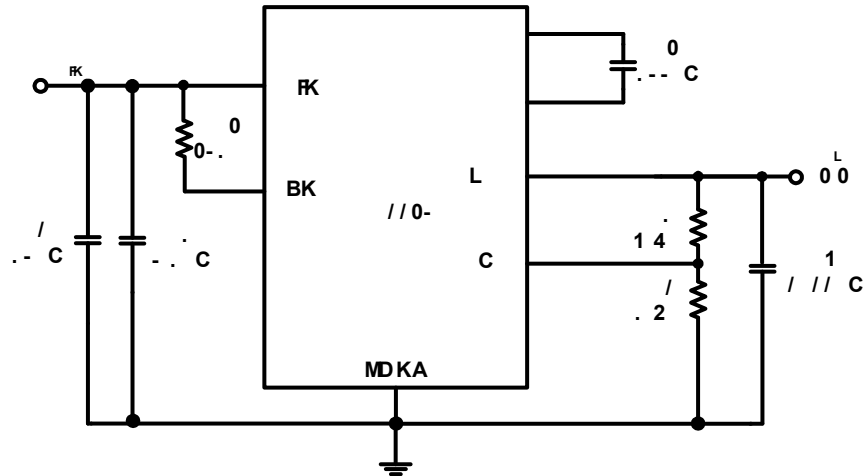 FK
0
.-- C
FK
0
0-.
BK
L
L
0 0
/ / 0-
.
1 4
/
.- C
.
- . C
C
1
/ // C
/
. 2
MDKA